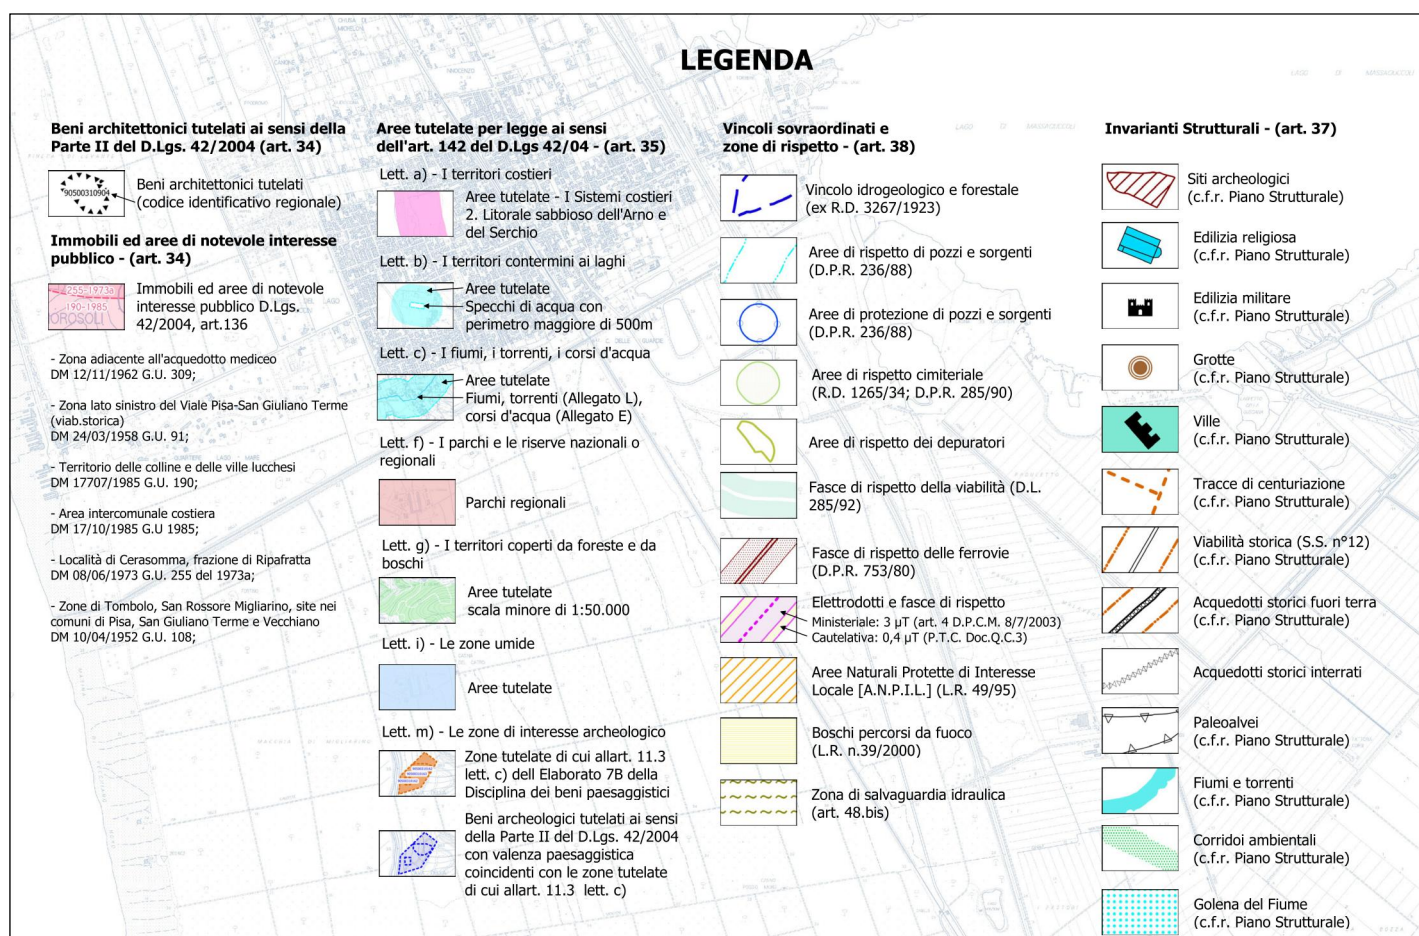 LEGENDA
Beni architettonici tutelati ai sensi della
Parte II del D.Lgs. 42/2004 (art. 34)
90500310904
Beni architettonici tutelati
(codice identificativo regionale)
Immobili ed aree di notevole interesse
pubblico - (art. 34)
255-1973a
190-1985
OROSOLI
Immobili ed aree di notevole
interesse pubblico D.Lgs.
42/2004, art.136
- Zona adiacente all'acquedotto mediceo
DM 12/11/1962 G.U. 309;
- Zona lato sinistro del Viale Pisa-San Giuliano Terme
(viab.storica)
DM 24/03/1958 G.U. 91;
- Territorio delle colline e delle ville lucchesi
DM 17707/1985 G.U. 190;
- Area intercomunale costiera
DM 17/10/1985 G.U 1985;
- Località di Cerasomma, frazione di Ripafratta
DM 08/06/1973 G.U. 255 del 1973a;
- Zone di Tombolo, San Rossore Migliarino, site nei
comuni di Pisa, San Giuliano Terme e Vecchiano
DM 10/04/1952 G.U. 108;
Aree tutelate per legge ai sensi
dell'art. 142 del D.Lgs 42/04 - (art. 35)
Lett. a) - I territori costieri
Aree tutelate - I Sistemi costieri
2. Litorale sabbioso dell'Arno e
del Serchio
Lett. b) - I territori contermini ai laghi
Aree tutelate
Specchi di acqua con
perimetro maggiore di 500m
Lett. c) - I fiumi, i torrenti, i corsi d'acqua
Aree tutelate
Fiumi, torrenti (Allegato L),
corsi d'acqua (Allegato E)
Lett. f) - I parchi e le riserve nazionali o
regionali
Parchi regionali
Lett. g) - I territori coperti da foreste e da
boschi
Aree tutelate
scala minore di 1:50.000
Lett. i) - Le zone umide
Aree tutelate
Lett. m) - Le zone di interesse archeologico
Zone tutelate di cui allart. 11.3
lett. c) dell Elaborato 7B della
Disciplina dei beni paesaggistici
Beni archeologici tutelati ai sensi
della Parte II del D.Lgs. 42/2004
con valenza paesaggistica
coincidenti con le zone tutelate
di cui allart. 11.3 lett. c)
Vincoli sovraordinati e
zone di rispetto - (art. 38)
Vincolo idrogeologico e forestale
(ex R.D. 3267/1923)
Aree di rispetto di pozzi e sorgenti
(D.P.R. 236/88)
Aree di protezione di pozzi e sorgenti
(D.P.R. 236/88)
Aree di rispetto cimiteriale
(R.D. 1265/34; D.P.R. 285/90)
Aree di rispetto dei depuratori
Fasce di rispetto della viabilità (D.L.
285/92)
Fasce di rispetto delle ferrovie
(D.P.R. 753/80)
Elettrodotti e fasce di rispetto
Ministeriale: 3 µT (art. 4 D.P.C.M. 8/7/2003)
Cautelativa: 0,4 µT (P.T.C. Doc.Q.C.3)
Aree Naturali Protette di Interesse
Locale [A.N.P.I.L.] (L.R. 49/95)
Boschi percorsi da fuoco
(L.R. n.39/2000)
Zona di salvaguardia idraulica
(art. 48.bis)
Invarianti Strutturali - (art. 37)
Siti archeologici
(c.f.r. Piano Strutturale)
Edilizia religiosa
(c.f.r. Piano Strutturale)
Edilizia militare
(c.f.r. Piano Strutturale)
Grotte
(c.f.r. Piano Strutturale)
Ville
(c.f.r. Piano Strutturale)
Tracce di centuriazione
(c.f.r. Piano Strutturale)
Viabilità storica (S.S. n°12)
(c.f.r. Piano Strutturale)
Acquedotti storici fuori terra
(c.f.r. Piano Strutturale)
Acquedotti storici interrati
Paleoalvei
(c.f.r. Piano Strutturale)
Fiumi e torrenti
(c.f.r. Piano Strutturale)
Corridoi ambientali
(c.f.r. Piano Strutturale)
Golena del Fiume
(c.f.r. Piano Strutturale)